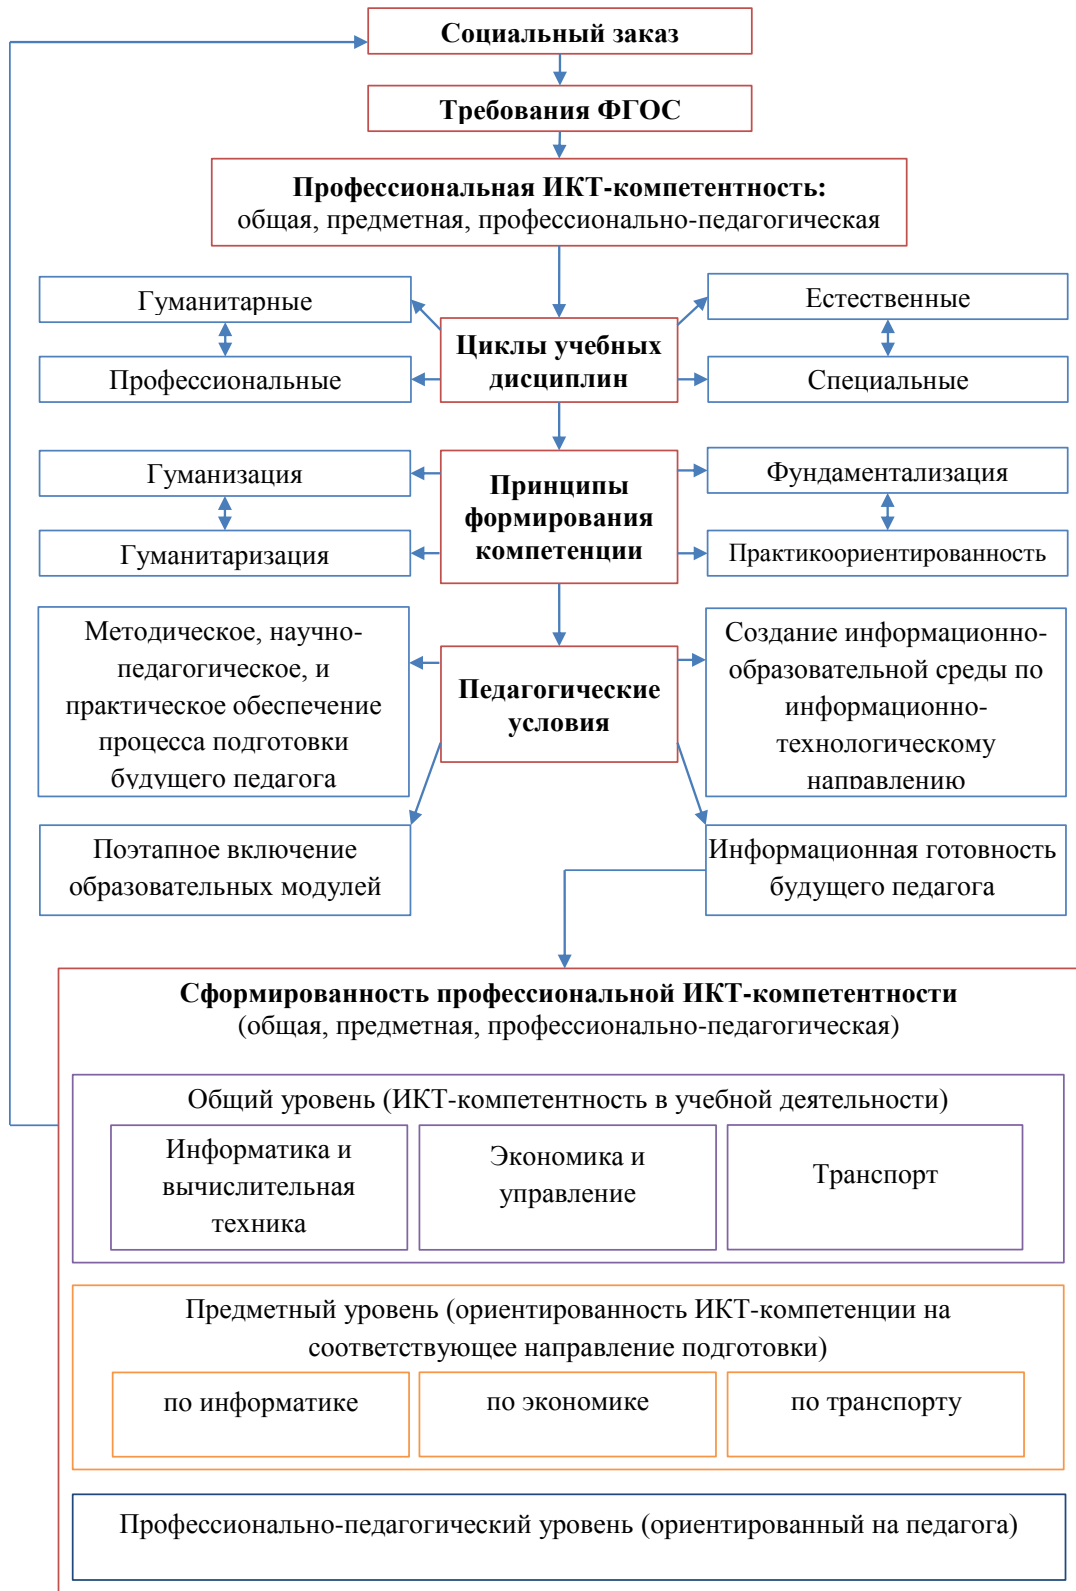 Социальный заказ
Требования ФГОС
Профессиональная ИКТ-компетентность:
общая, предметная, профессионально-педагогическая
Гуманитарные
Естественные
Циклы учебных
дисциплин
Профессиональные
Специальные
Гуманизация
Фундаментализация
Принципы
формирования
компетенции
Гуманитаризация
Практикоориентированность
Методическое, научно-
педагогическое, и
практическое обеспечение
процесса подготовки
будущего педагога
Педагогические
условия
Создание информационно-
образовательной среды по
информационно-
технологическому
направлению
Поэтапное включение
образовательных модулей
Информационная готовность
будущего педагога
Сформированность профессиональной ИКТ-компетентности
(общая, предметная, профессионально-педагогическая)
Общий уровень (ИКТ-компетентность в учебной деятельности)
Информатика и
вычислительная
техника
Экономика и
управление
Транспорт
Предметный уровень (ориентированность ИКТ-компетенции на
соответствующее направление подготовки)
по информатике
по экономике
по транспорту
Профессионально-педагогический уровень (ориентированный на педагога)